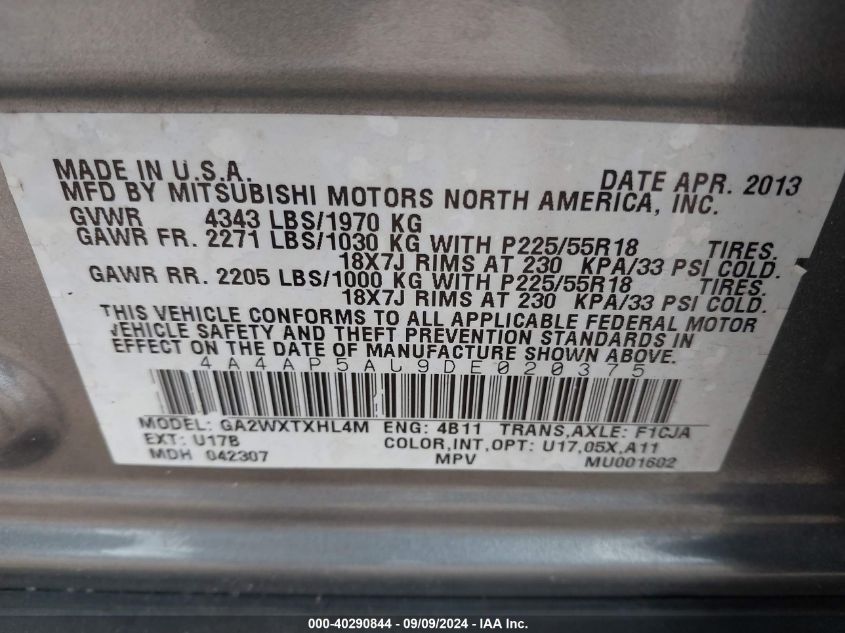 MADE IN U.S.A. DATE APR. 2013
MFD BY MITSUBISHI MOTORS NORTH AMERICA, INC.
GVWR 4343 LBS/1970 KG
GAWR FR. 2271 LBS/1030 KG WITH P225/55R18 TIRES.
18X7J RIMS AT 230 KPA/33 PSI COLD.
GAWR RR. 2205 LBS/1000 KG WITH P225/55R18 TIRES.
18X7J RIMS AT 230 KPA/33 PSI COLD.
THIS VEHICLE CONFORMS TO ALL APPLICABLE FEDERAL MOTOR
VEHICLE SAFETY AND THEFT PREVENTION STANDARDS IN
EFFECT ON THE DATE OF MANUFACTURE SHOWN ABOVE.
4A4AP5AU9DE020375
MODEL: GA2WXTXHL4M ENG: 4B11 TRANS,AXLE: F1CJA
EXT: U17B COLOR,INT,OPT: U17,05X,A11
MDH 042307 MPV MU001602
000-40290844 - 09/09/2024 - IAA Inc.